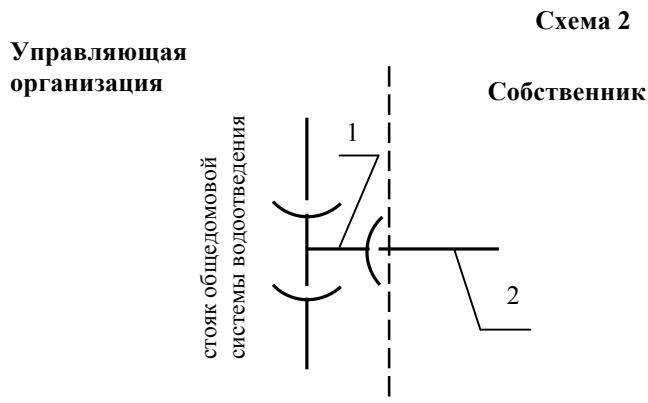 Схема 2
Управляющая
организация
Собственник
1
стояк общедомовой
системы водоотведения
2